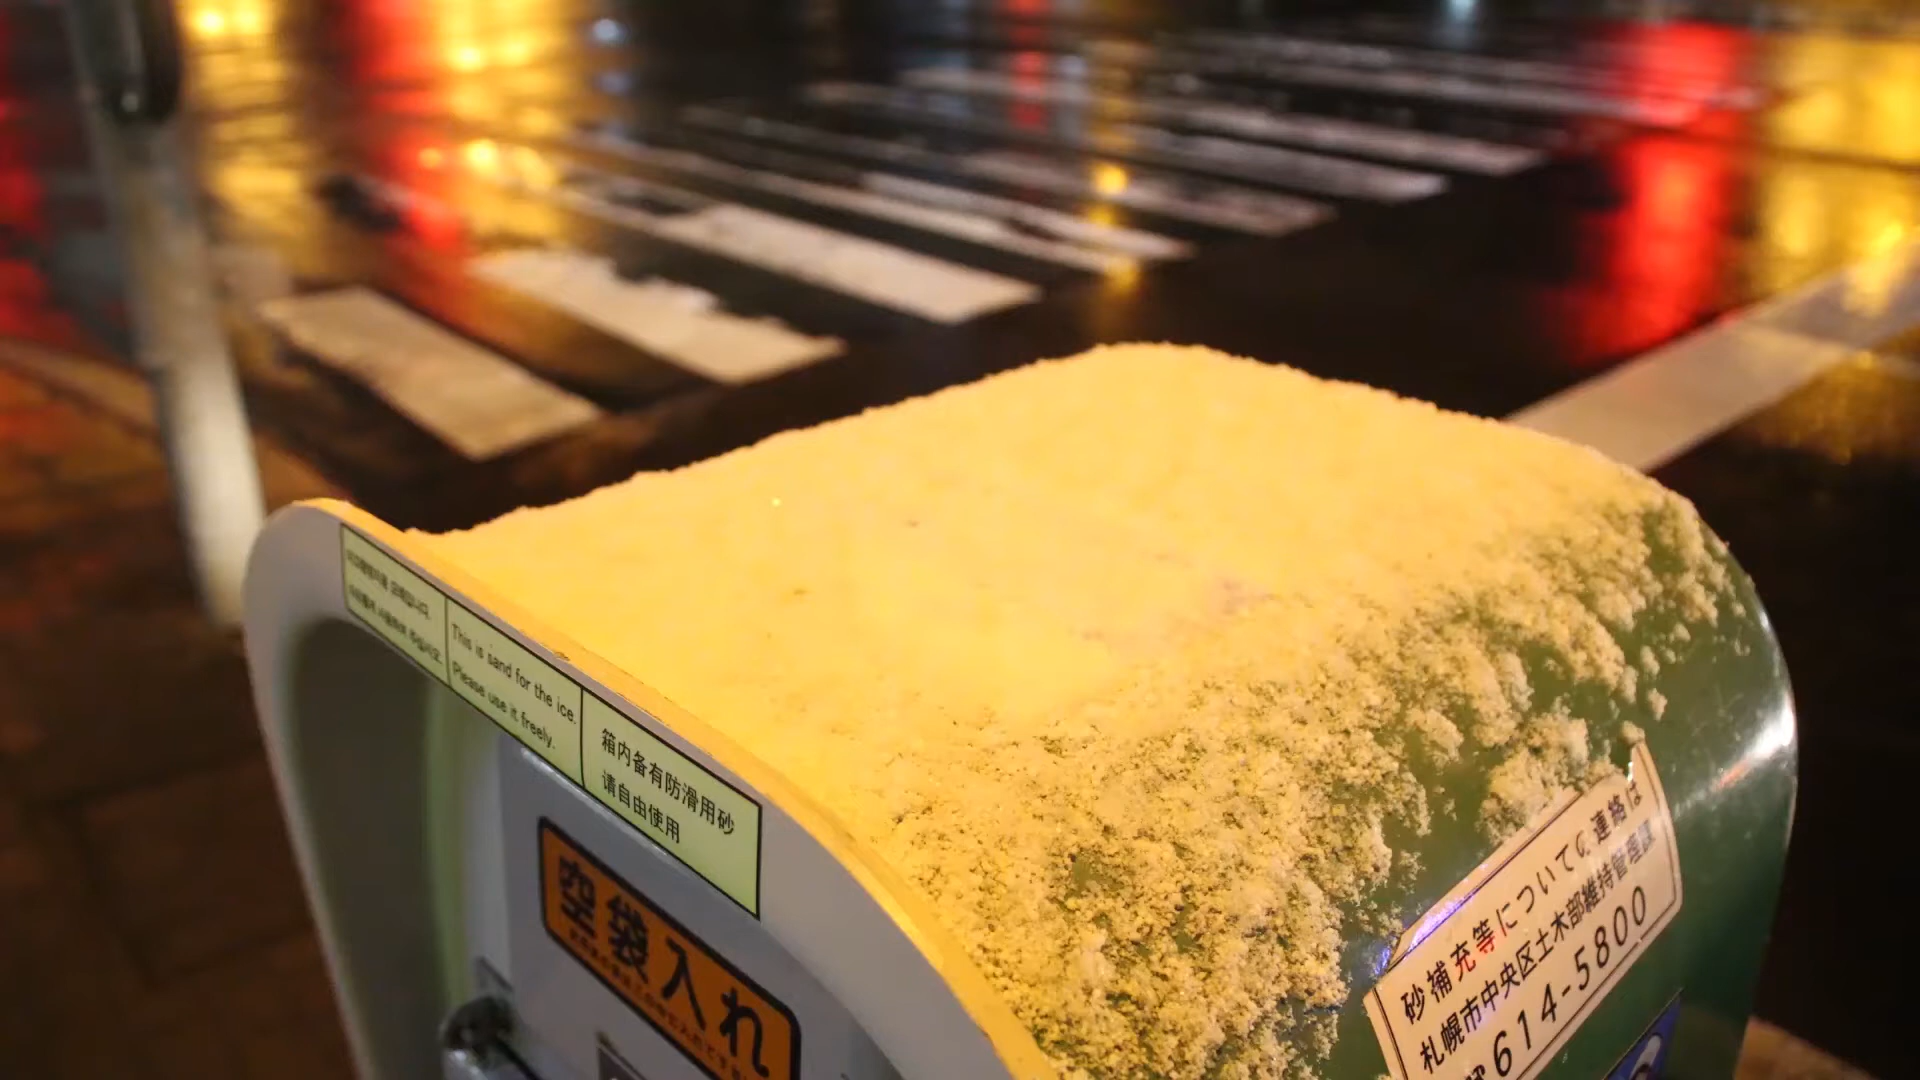 This is sand for the ice.
Please use it freely.
箱内备有防滑用砂
请自由使用
空袋入れ
砂補充等についての連絡は
札幌市中央区土木部維持管理課
614-5800